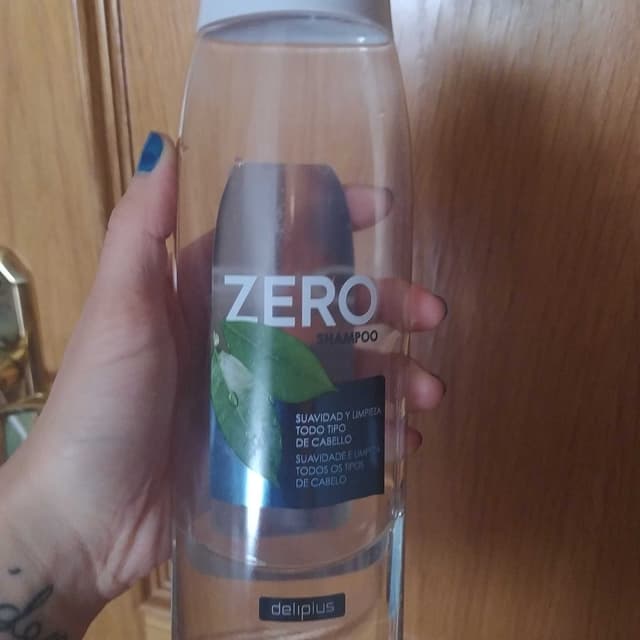 ZERO
SHAMPOO
SUAVIDAD Y LIMPIEZA
TODO TIPO
DE CABELLO
SUAVIDADE E LIMPEZA
TODOS OS TIPOS
DE CABELO
deliplus